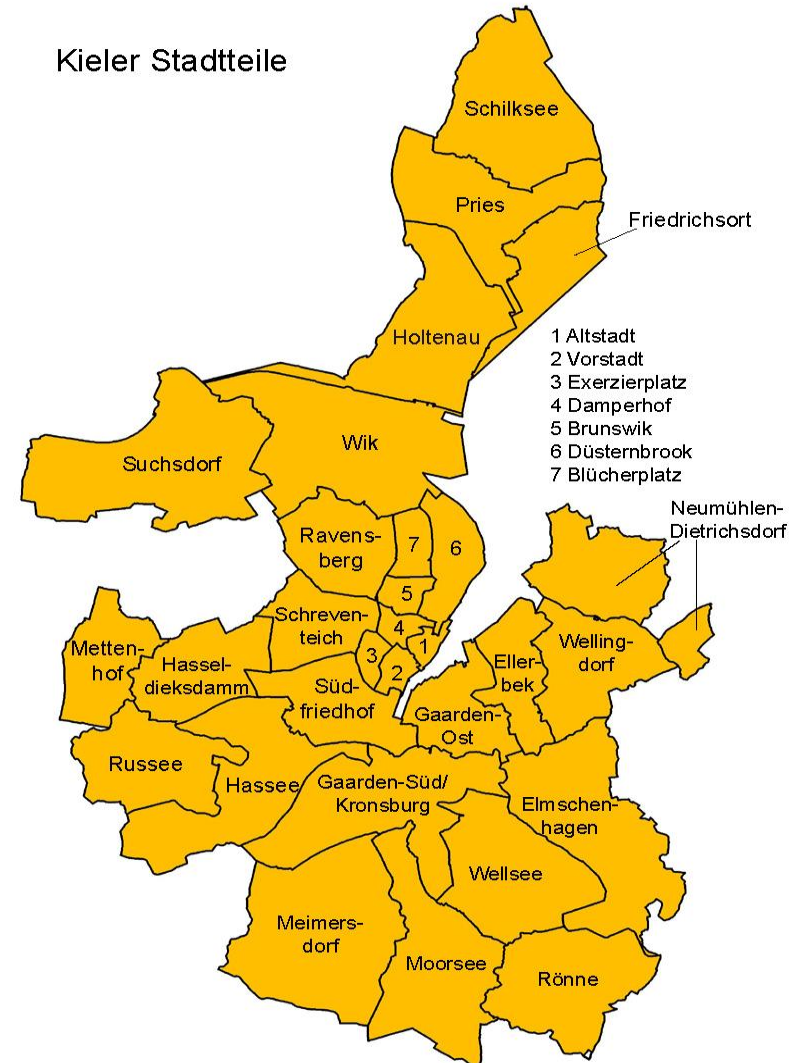 Kieler Stadtteile
Schilksee
Pries
Friedrichsort
Holtenau
1 Altstadt
2 Vorstadt
3 Exerzierplatz
4 Damperhof
5 Brunswik
6 Düsternbrook
7 Blücherplatz
Wik
Suchsdorf
Neumühlen-
Dietrichsdorf
Ravens-
berg
7
6
5
Schreven-
teich
4
1
3
2
Metten-
hof
Hassel-
dieksdamm
Süd-
friedhof
Eller-
bek
Welling-
dorf
Gaarden-
Ost
Russee
Hassee
Gaarden-Süd/
Kronsburg
Elmschen-
hagen
Wellsee
Meimers-
dorf
Moorsee
Rönne